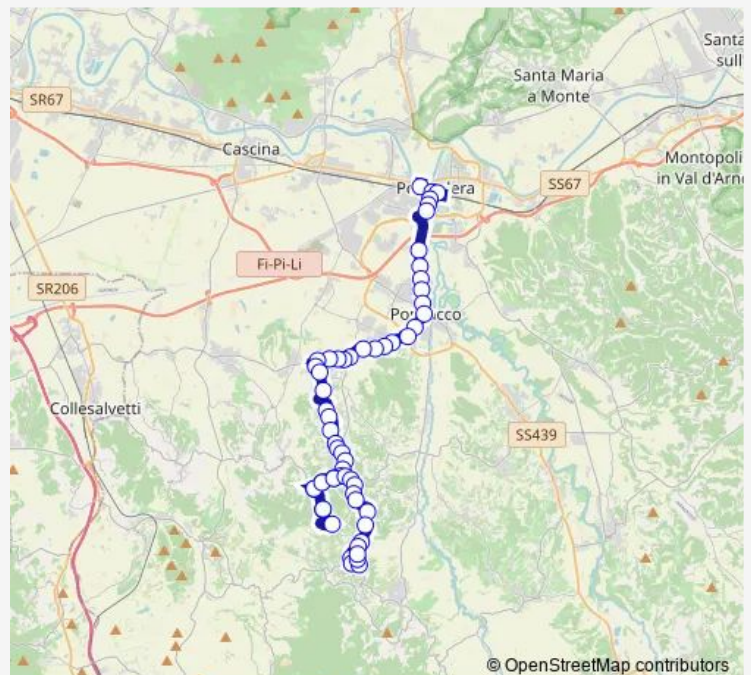 Santa
sull'
Santa Maria
a Monte
SR67
Cascina
Montopoli
in Val d'Arno
SS67
Fi-Pi-Li
SR206
Collesalvetti
SS439
© OpenStreetMap contributors